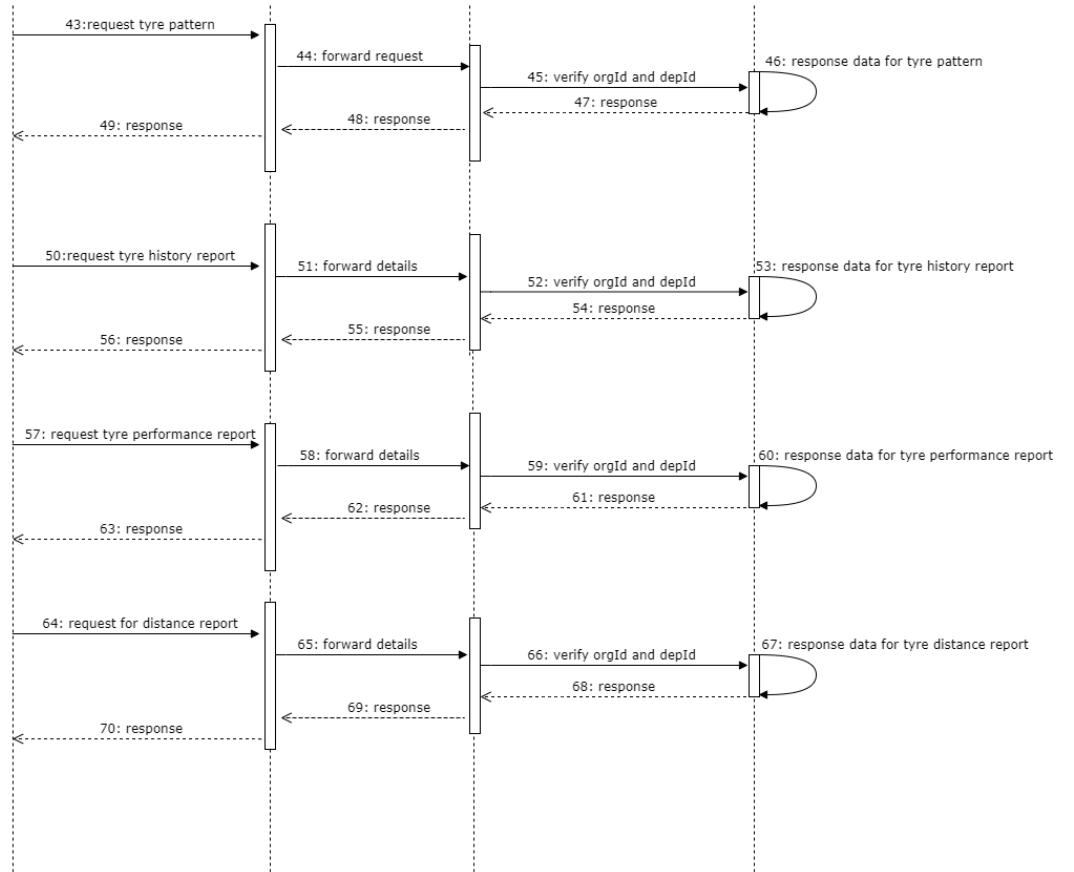 43:request tyre pattern
44: forward request
46: response data for tyre pattern
45: verify orgId and depId
47: response
48: response
49: response
50:request tyre history report
51: forward details
53: response data for tyre history report
52: verify orgId and depId
54: response
55: response
56: response
57: request tyre performance report
58: forward details
60: response data for tyre performance report
59: verify orgId and depId
61: response
62: response
63: response
64: request for distance report
65: forward details
67: response data for tyre distance report
66: verify orgId and depId
68: response
69: response
70: response